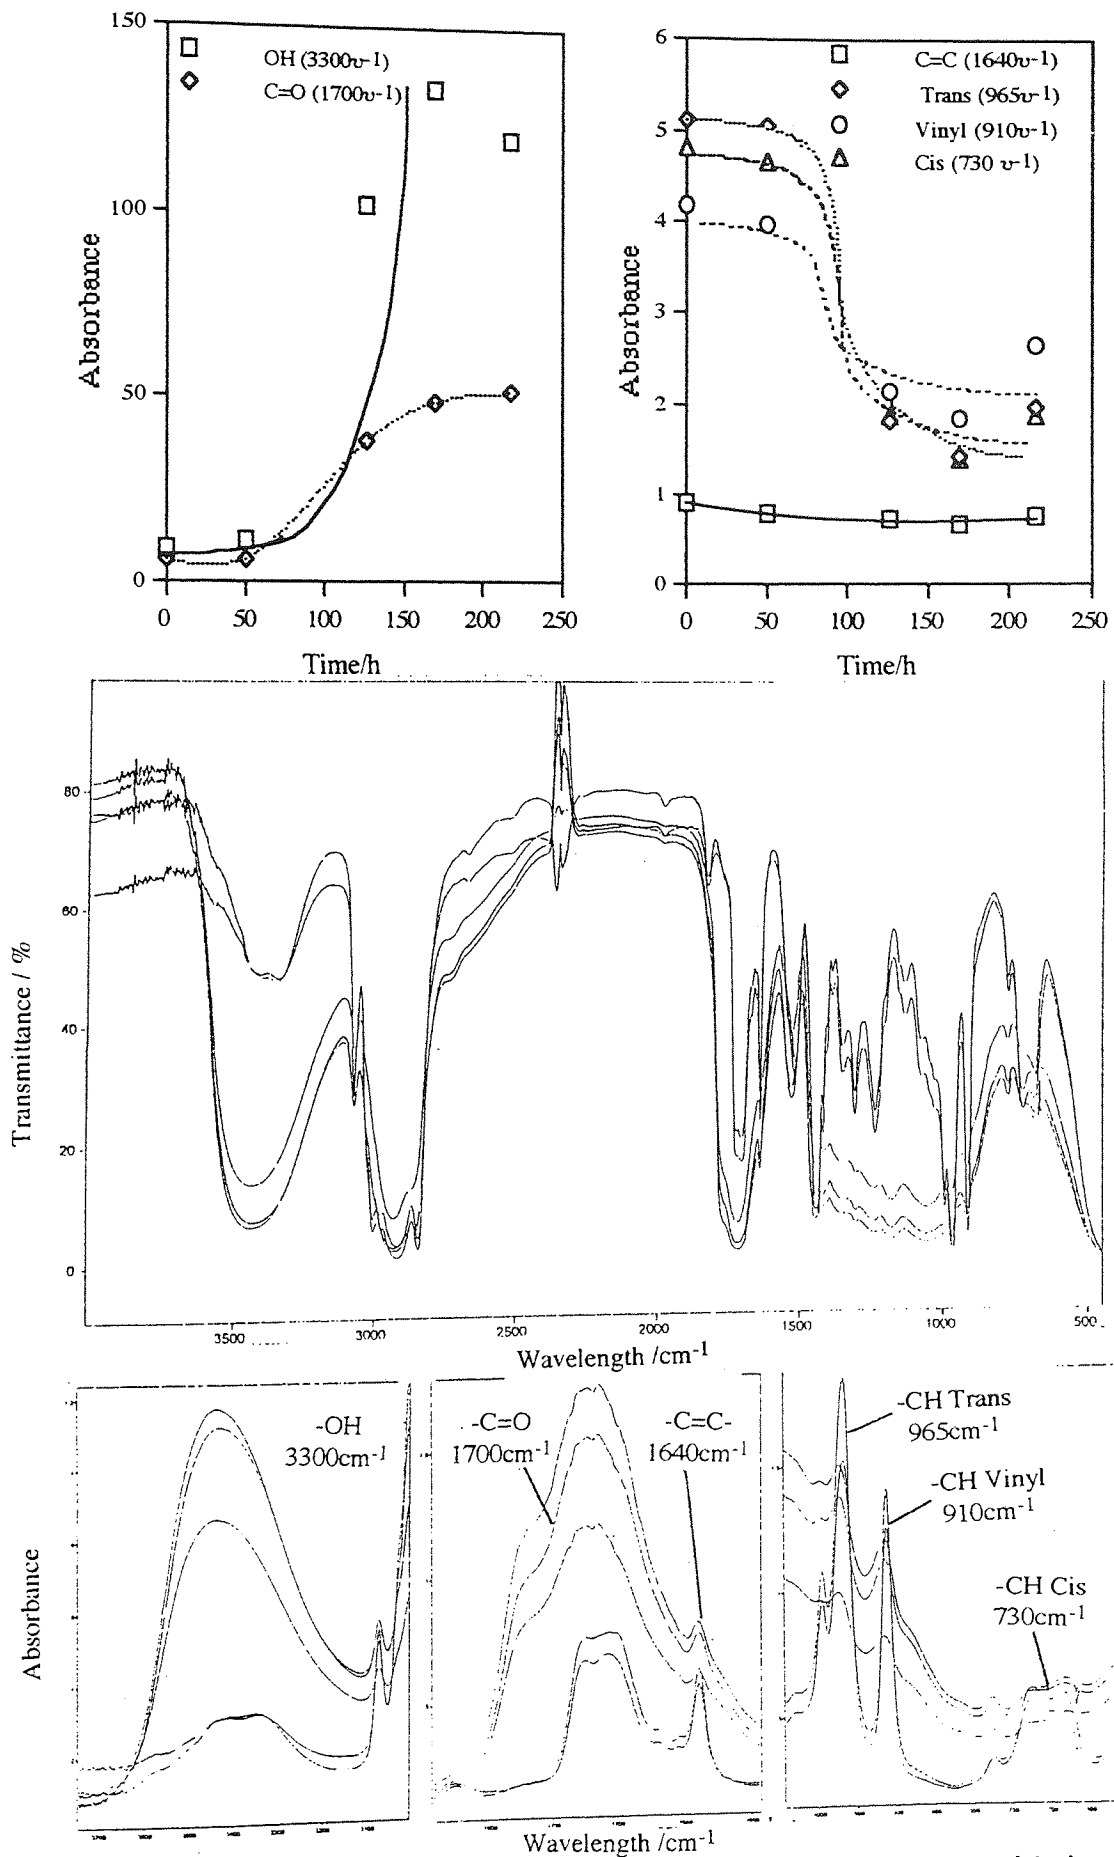 150
100
50
0
Absorbance
OH (3300υ-1)
C=O (1700υ-1)
0 50 100 150 200 250
Time/h
6
5
4
3
2
1
0
Absorbance
C=C (1640υ-1)
Trans (965υ-1)
Vinyl (910υ-1)
Cis (730 υ-1)
0 50 100 150 200 250
Time/h
Transmittance / %
80
60
40
20
0
3500 3000 2500 2000 1500 1000 500
Wavelength /cm-1
Absorbance
-OH
3300cm-1
-C=O
1700cm-1
-C=C-
1640cm-1
-CH Trans
965cm-1
-CH Vinyl
910cm-1
-CH Cis
730cm-1
Wavelength /cm-1